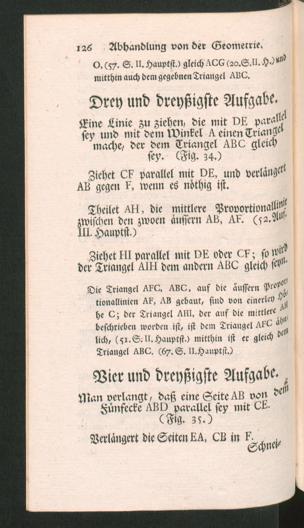 126 Abhandlung von der Geometrie.
O. (57. S. II. Hauptst.) gleich ACG (20. S. II. H.) und
mitthin auch dem gegebnen Triangel ABC.
Drey und dreyßigste Aufgabe.
Eine Linie zu ziehen, die mit DE parallel
sey und mit dem Winkel A einen Triangel
mache, der dem Triangel ABC gleich
sey. (Fig. 34.)
Ziehet CF parallel mit DE, und verlängert
AB gegen F, wenn es nöthig ist.
Theilet AH, die mittlere Proportionallinie
zwischen den zwoen äussern AB, AF. (52. Auf.
III. Hauptst.)
Ziehet HI parallel mit DE oder CF; so wird
der Triangel AIH dem andern ABC gleich seyn.
Die Triangel AFC, ABC, auf die äussern Propor-
tionallinien AF, AB gebaut, sind von einerley Hö-
he C; der Triangel AHI, der auf die mittlere AH
beschrieben worden ist, ist dem Triangel AFC ähn-
lich, (51. S. II. Hauptst.) mitthin ist er gleich dem
Triangel ABC. (67. S. II. Hauptst.)
Vier und dreyßigste Aufgabe.
Man verlangt, daß eine Seite AB von dem
Fünfecke ABD parallel sey mit CE.
(Fig. 35.)
Verlängert die Seiten EA, CB in F.
Schnei-